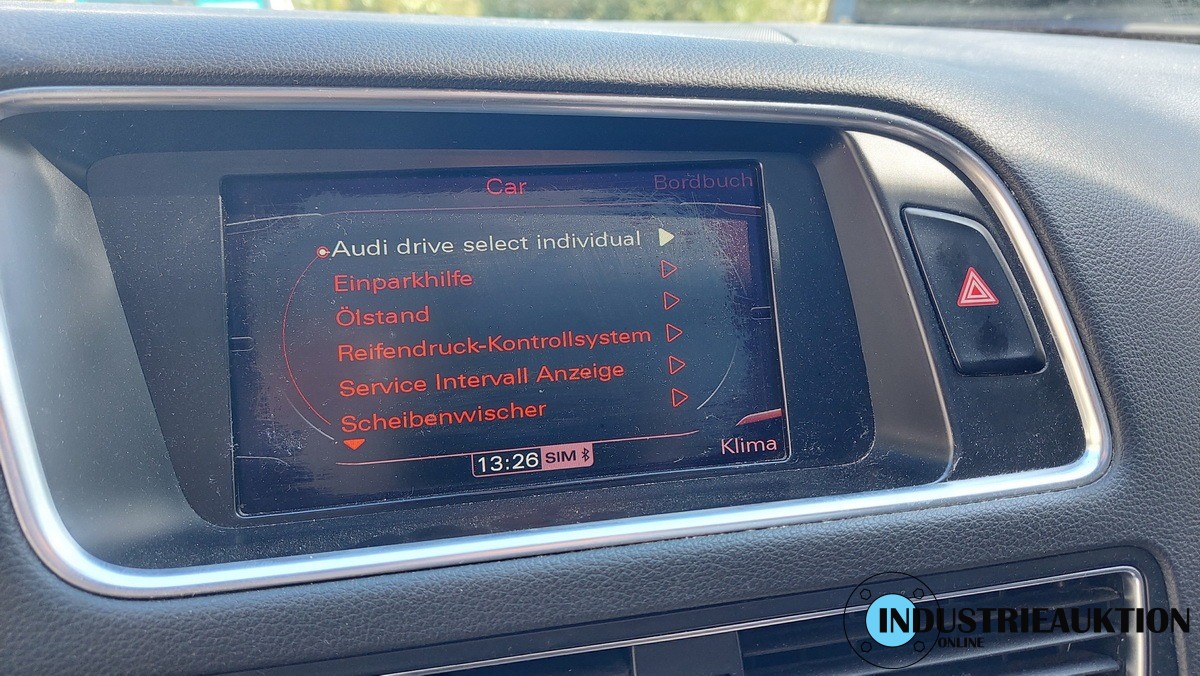 Car
Bordbuch
Audi drive select individual
Einparkhilfe
Ölstand
Reifendruck-Kontrollsystem
Service Intervall Anzeige
Scheibenwischer
13:26 SIM
Klima
INDUSTRIEAUKTION
ONLINE